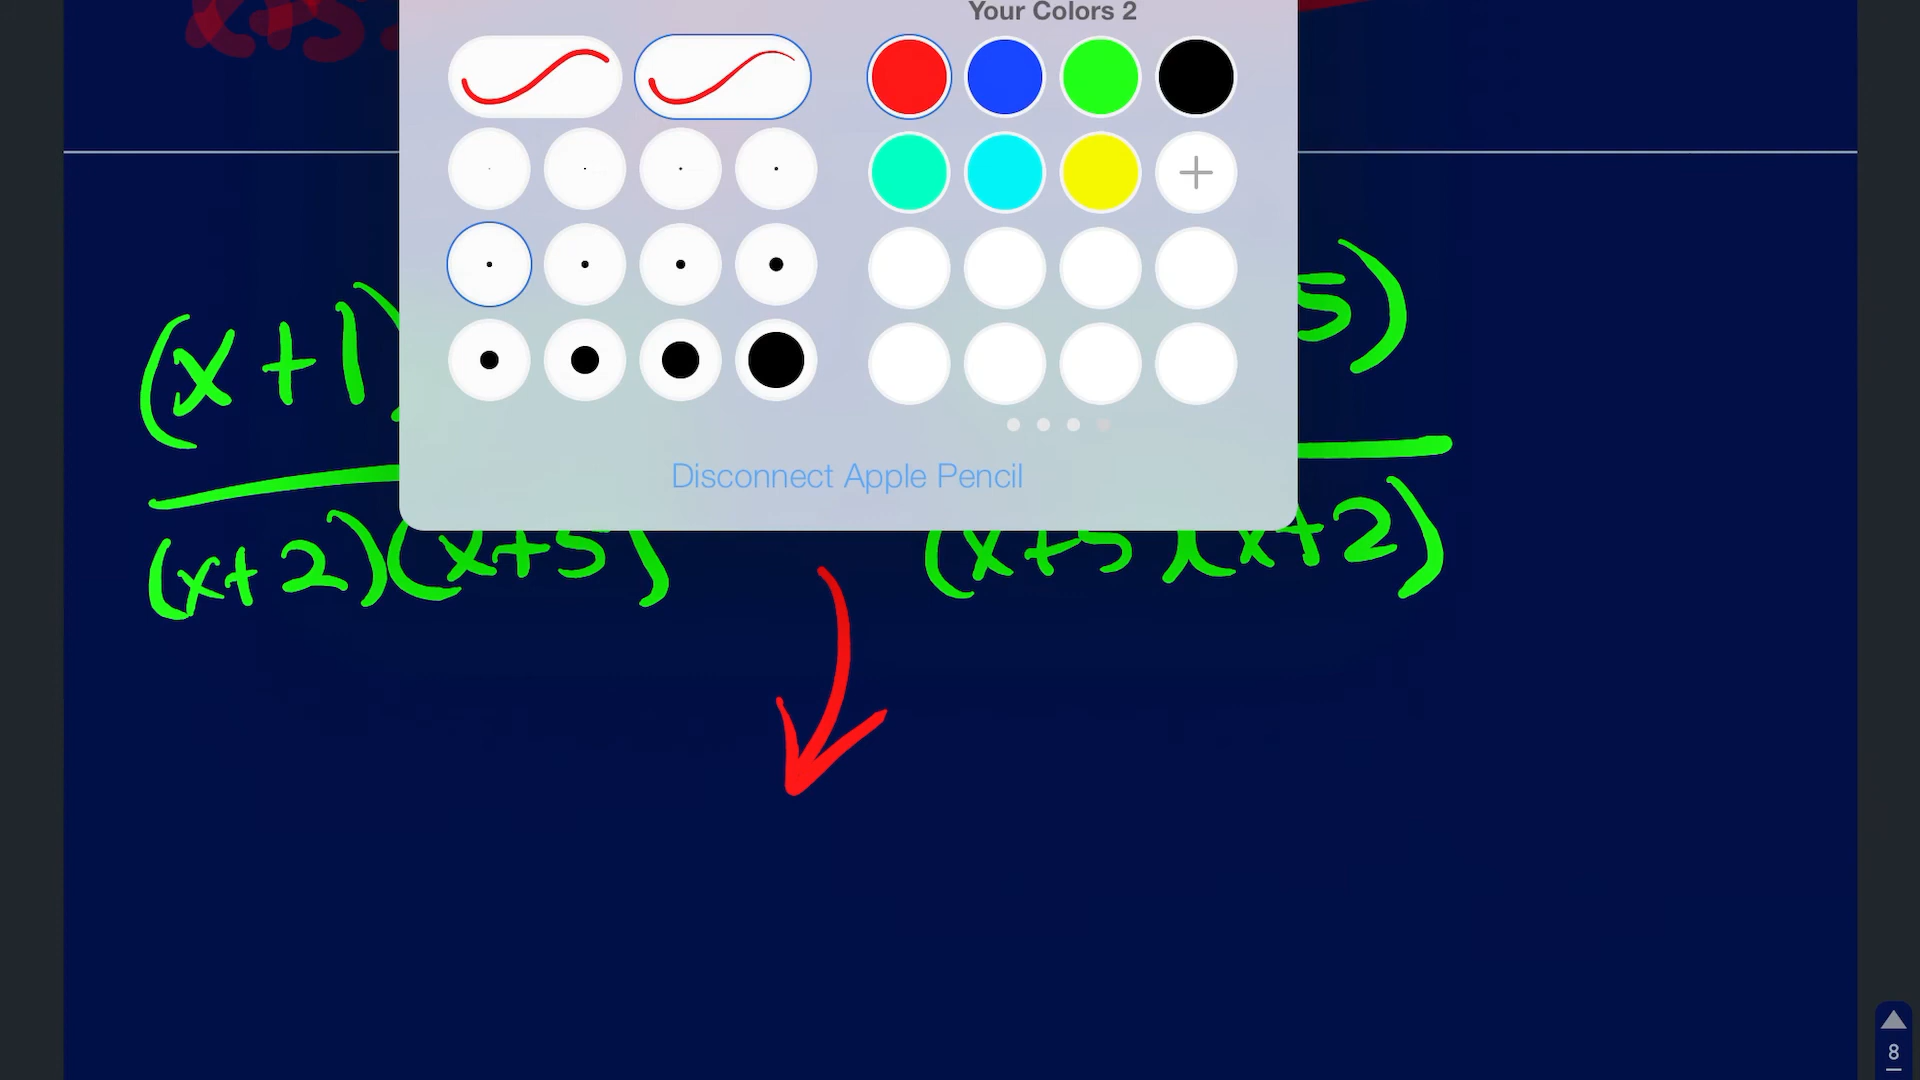 Your Colors 2
(x+1) 5)
Disconnect Apple Pencil
(x+2)(x+5) (x+5)(x+2)
8